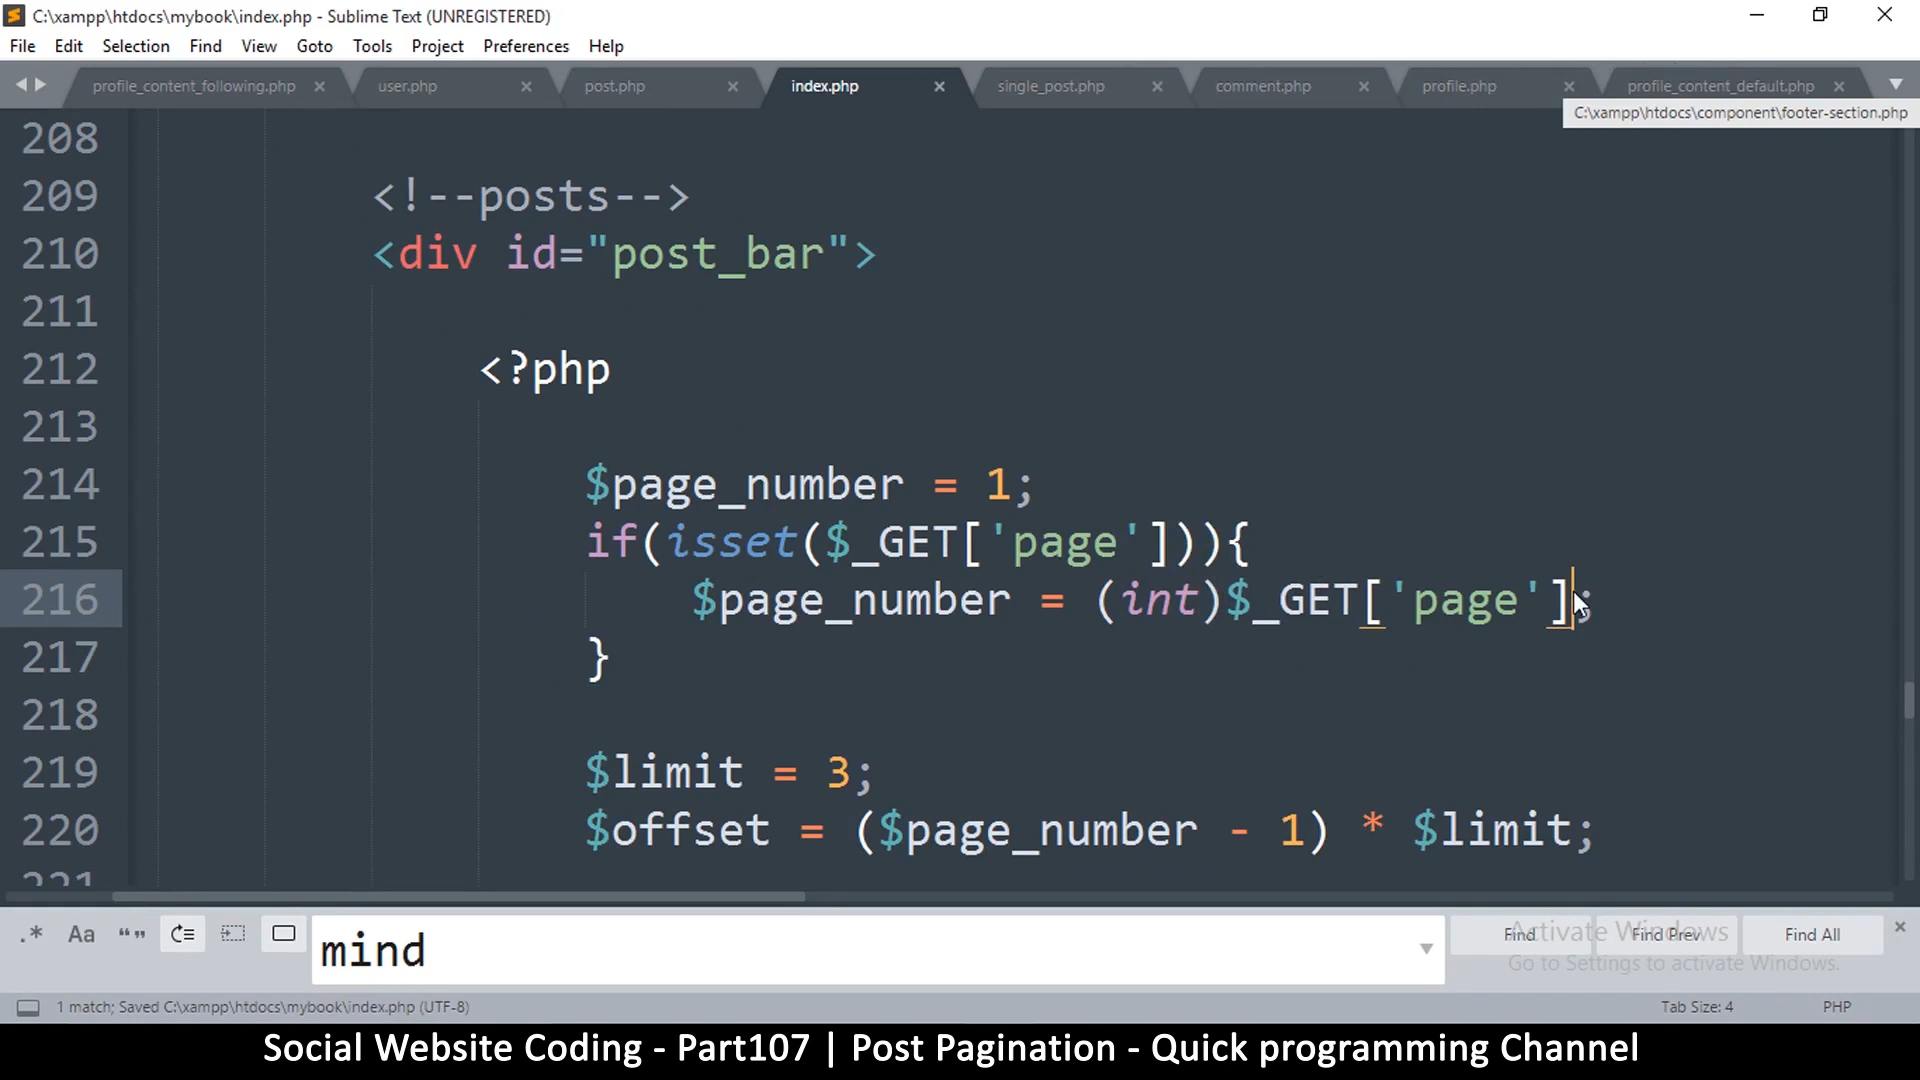 C:\xampp\htdocs\mybook\index.php - Sublime Text (UNREGISTERED)
File Edit Selection Find View Goto Tools Project Preferences Help
profile_content_following.php user.php post.php index.php single_post.php comment.php profile.php profile_content_default.php
C:\xampp\htdocs\component\footer-section.php
208
209 <!--posts-->
210 <div id="post_bar">
211
212 <?php
213
214 $page_number = 1;
215 if(isset($_GET['page'])){
216 $page_number = (int)$_GET['page'];
217 }
218
219 $limit = 3;
220 $offset = ($page_number - 1) * $limit;
221
.* Aa “” mind Find Find Prev Find All
Activate Windows
Go to Settings to activate Windows.
1 match; Saved C:\xampp\htdocs\mybook\index.php (UTF-8) Tab Size: 4 PHP
Social Website Coding - Part107 | Post Pagination - Quick programming Channel